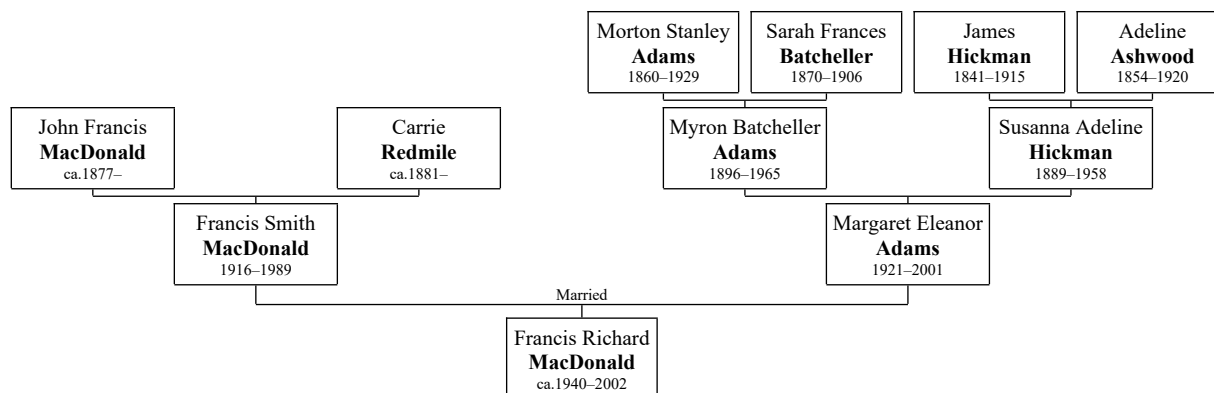 Morton Stanley
Adams
1860–1929
Sarah Frances
Batcheller
1870–1906
James
Hickman
1841–1915
Adeline
Ashwood
1854–1920
John Francis
MacDonald
ca.1877–
Carrie
Redmile
ca.1881–
Myron Batcheller
Adams
1896–1965
Susanna Adeline
Hickman
1889–1958
Francis Smith
MacDonald
1916–1989
Margaret Eleanor
Adams
1921–2001
Married
Francis Richard
MacDonald
ca.1940–2002